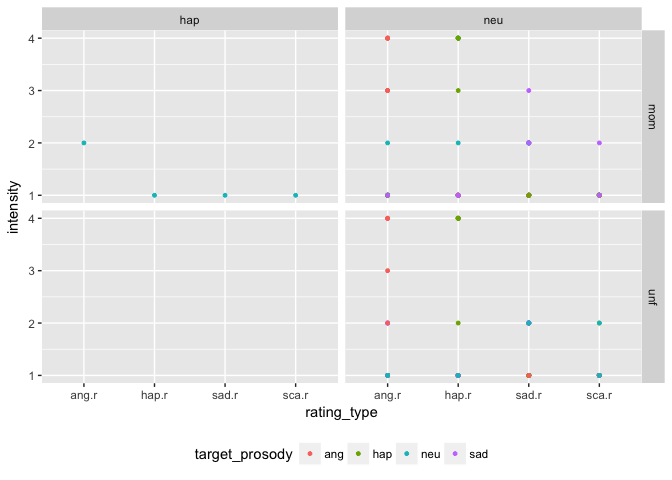 hap neu
4
3
2
1
mom
4
3
2
1
unf
intensity
ang.r hap.r sad.r sca.r ang.r hap.r sad.r sca.r
rating_type
target_prosody ang hap neu sad